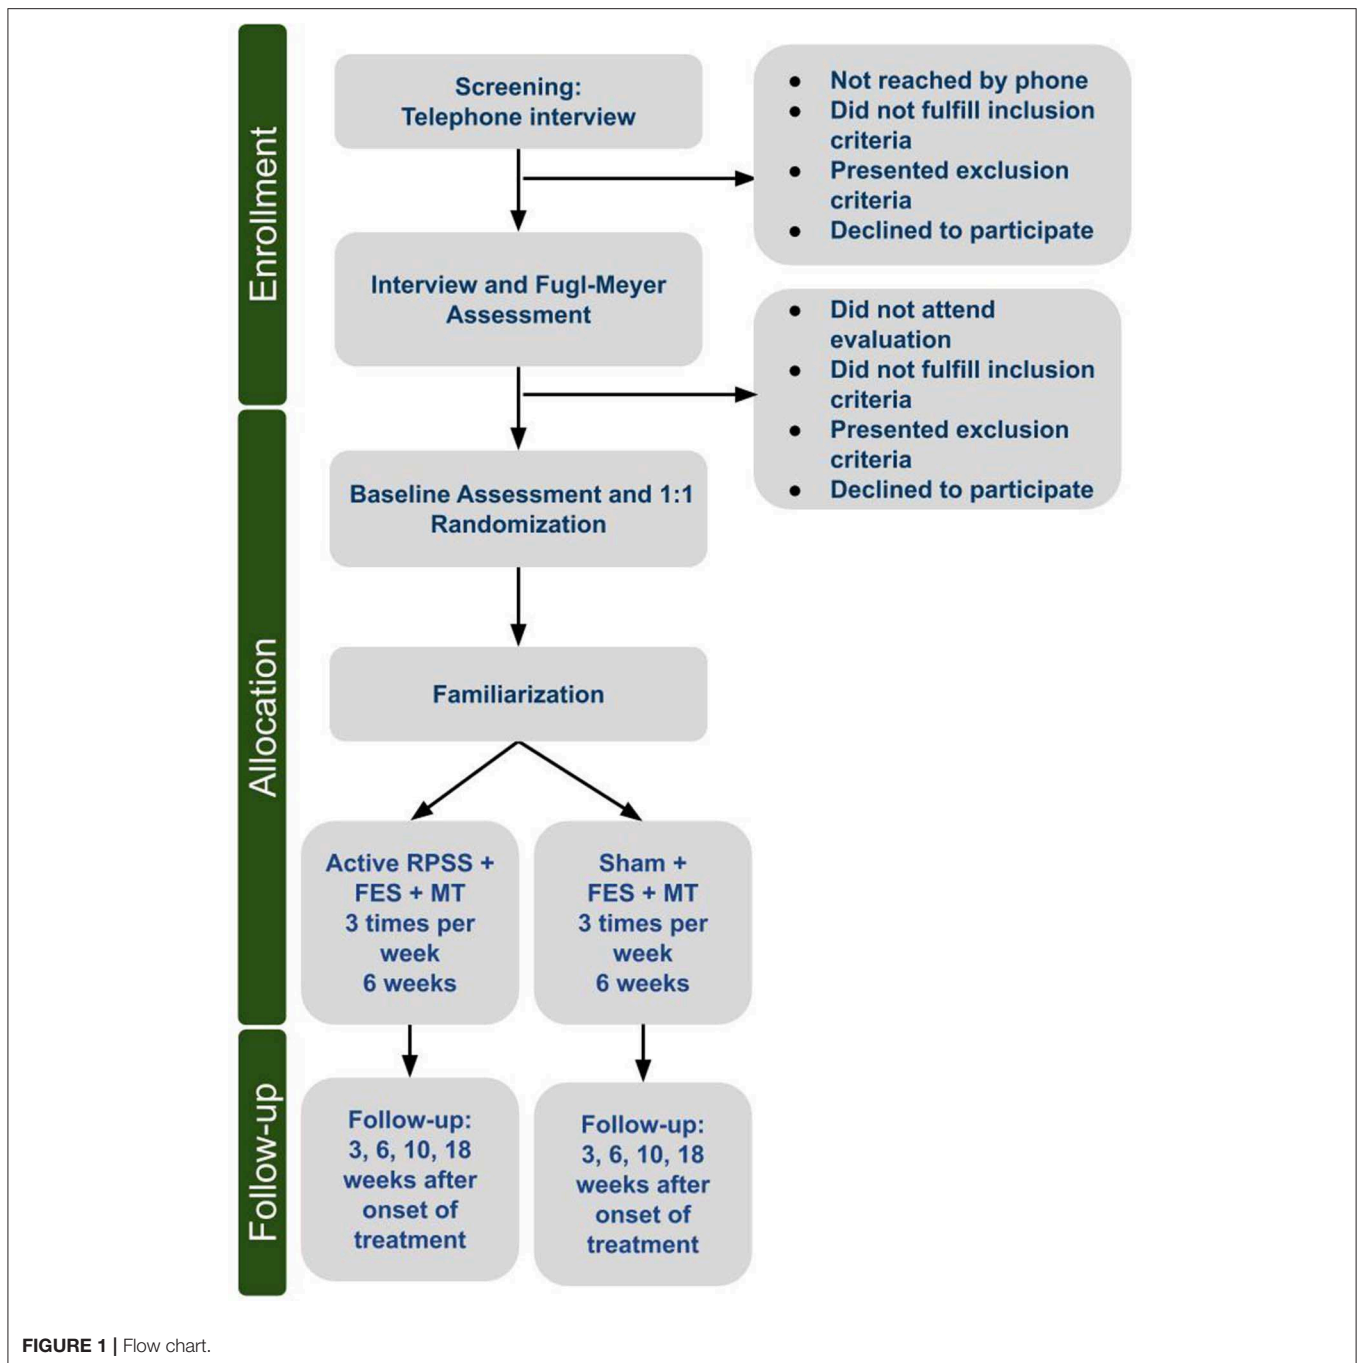 Enrollment
Screening:
Telephone interview
● Not reached by phone
● Did not fulfill inclusion
criteria
● Presented exclusion
criteria
● Declined to participate
Interview and Fugl-Meyer
Assessment
● Did not attend
evaluation
● Did not fulfill inclusion
criteria
● Presented exclusion
criteria
● Declined to participate
Allocation
Baseline Assessment and 1:1
Randomization
Familiarization
Active RPSS +
FES + MT
3 times per
week
6 weeks
Sham +
FES + MT
3 times per
week
6 weeks
Follow-up
Follow-up:
3, 6, 10, 18
weeks after
onset of
treatment
Follow-up:
3, 6, 10, 18
weeks after
onset of
treatment
FIGURE 1 | Flow chart.